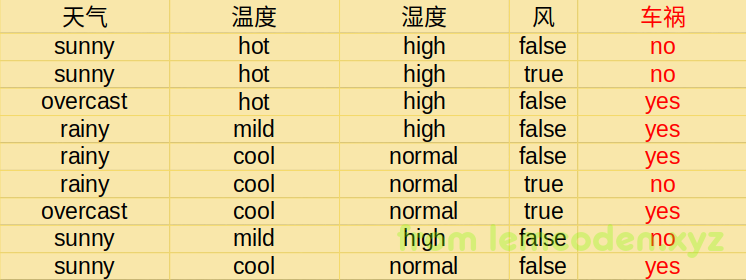 天气 温度 湿度 风 车祸
sunny hot high false no
sunny hot high true no
overcast hot high false yes
rainy mild high false yes
rainy cool normal false yes
rainy cool normal true no
overcast cool normal true yes
sunny mild high false no
from lemcoden.xyz
sunny cool normal false yes